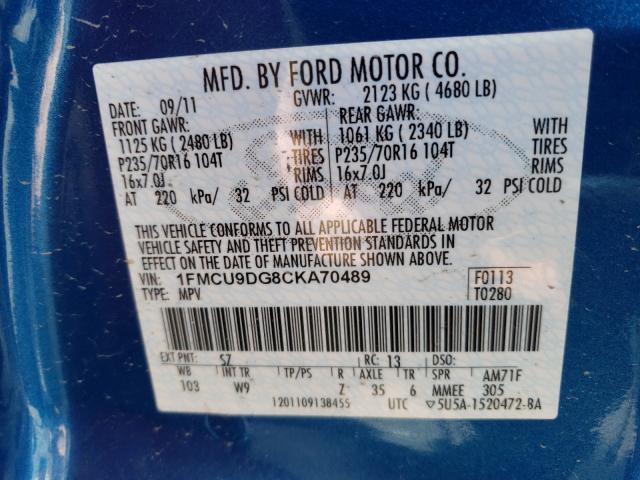 MFD. BY FORD MOTOR CO.
DATE: 09/11 GVWR: 2123 KG ( 4680 LB)
FRONT GAWR: REAR GAWR:
1125 KG ( 2480 LB) WITH 1061 KG ( 2340 LB) WITH
P235/70R16 104T TIRES P235/70R16 104T TIRES
16x7.0J RIMS 16x7.0J RIMS
AT 220 kPa/ 32 PSI COLD AT 220 kPa/ 32 PSI COLD
THIS VEHICLE CONFORMS TO ALL APPLICABLE FEDERAL MOTOR
VEHICLE SAFETY AND THEFT PREVENTION STANDARDS IN
EFFECT ON THE DATE OF MANUFACTURE SHOWN ABOVE.
VIN: 1FMCU9DG8CKA70489 F0113
TYPE: MPV T0280
EXT PNT: SZ RC: 13 DSO:
WB INT TR TP/PS R AXLE TR SPR AM71F
103 W9 Z 35 6 MMEE 305
1201109138455 UTC ▽5U5A-1520472-BA